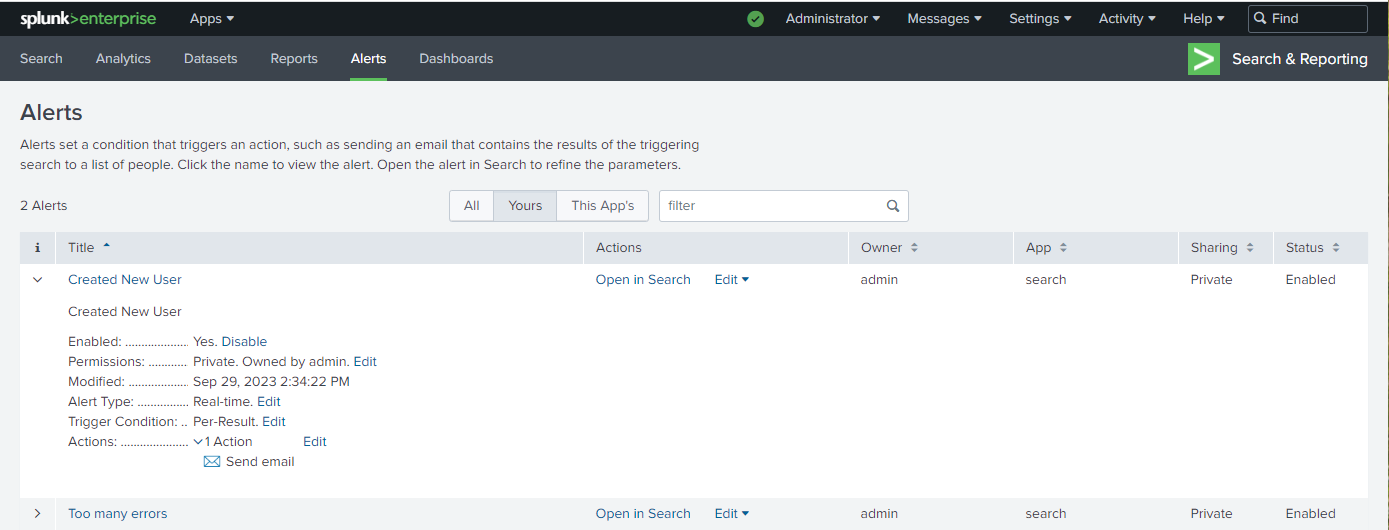 splunk>enterprise Apps Administrator Messages Settings Activity Help Find
Search Analytics Datasets Reports Alerts Dashboards > Search & Reporting
Alerts
Alerts set a condition that triggers an action, such as sending an email that contains the results of the triggering
search to a list of people. Click the name to view the alert. Open the alert in Search to refine the parameters.
2 Alerts All Yours This App's filter
i Title Actions Owner App Sharing Status
Created New User Open in Search Edit admin search Private Enabled
Created New User
Enabled: ................... Yes. Disable
Permissions: ............ Private. Owned by admin. Edit
Modified: .................. Sep 29, 2023 2:34:22 PM
Alert Type: ................ Real-time. Edit
Trigger Condition: .. Per-Result. Edit
Actions: ..................... 1 Action Edit
Send email
Too many errors Open in Search Edit admin search Private Enabled